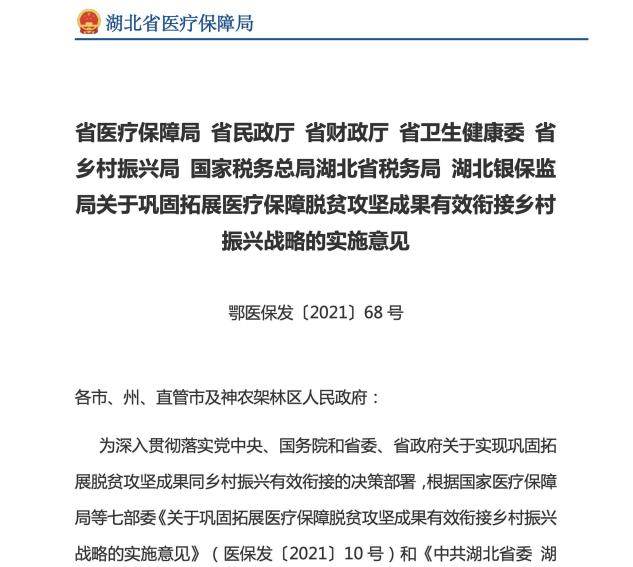 湖北省医疗保障局
省医疗保障局 省民政厅 省财政厅 省卫生健康委 省
乡村振兴局 国家税务总局湖北省税务局 湖北银保监
局关于巩固拓展医疗保障脱贫攻坚成果有效衔接乡村
振兴战略的实施意见
鄂医保发〔2021〕68 号
各市、州、直管市及神农架林区人民政府：
为深入贯彻落实党中央、国务院和省委、省政府关于实现巩固拓
展脱贫攻坚成果同乡村振兴有效衔接的决策部署，根据国家医疗保障
局等七部委《关于巩固拓展医疗保障脱贫攻坚成果有效衔接乡村振兴
战略的实施意见》（医保发〔2021〕10 号）和《中共湖北省委 湖